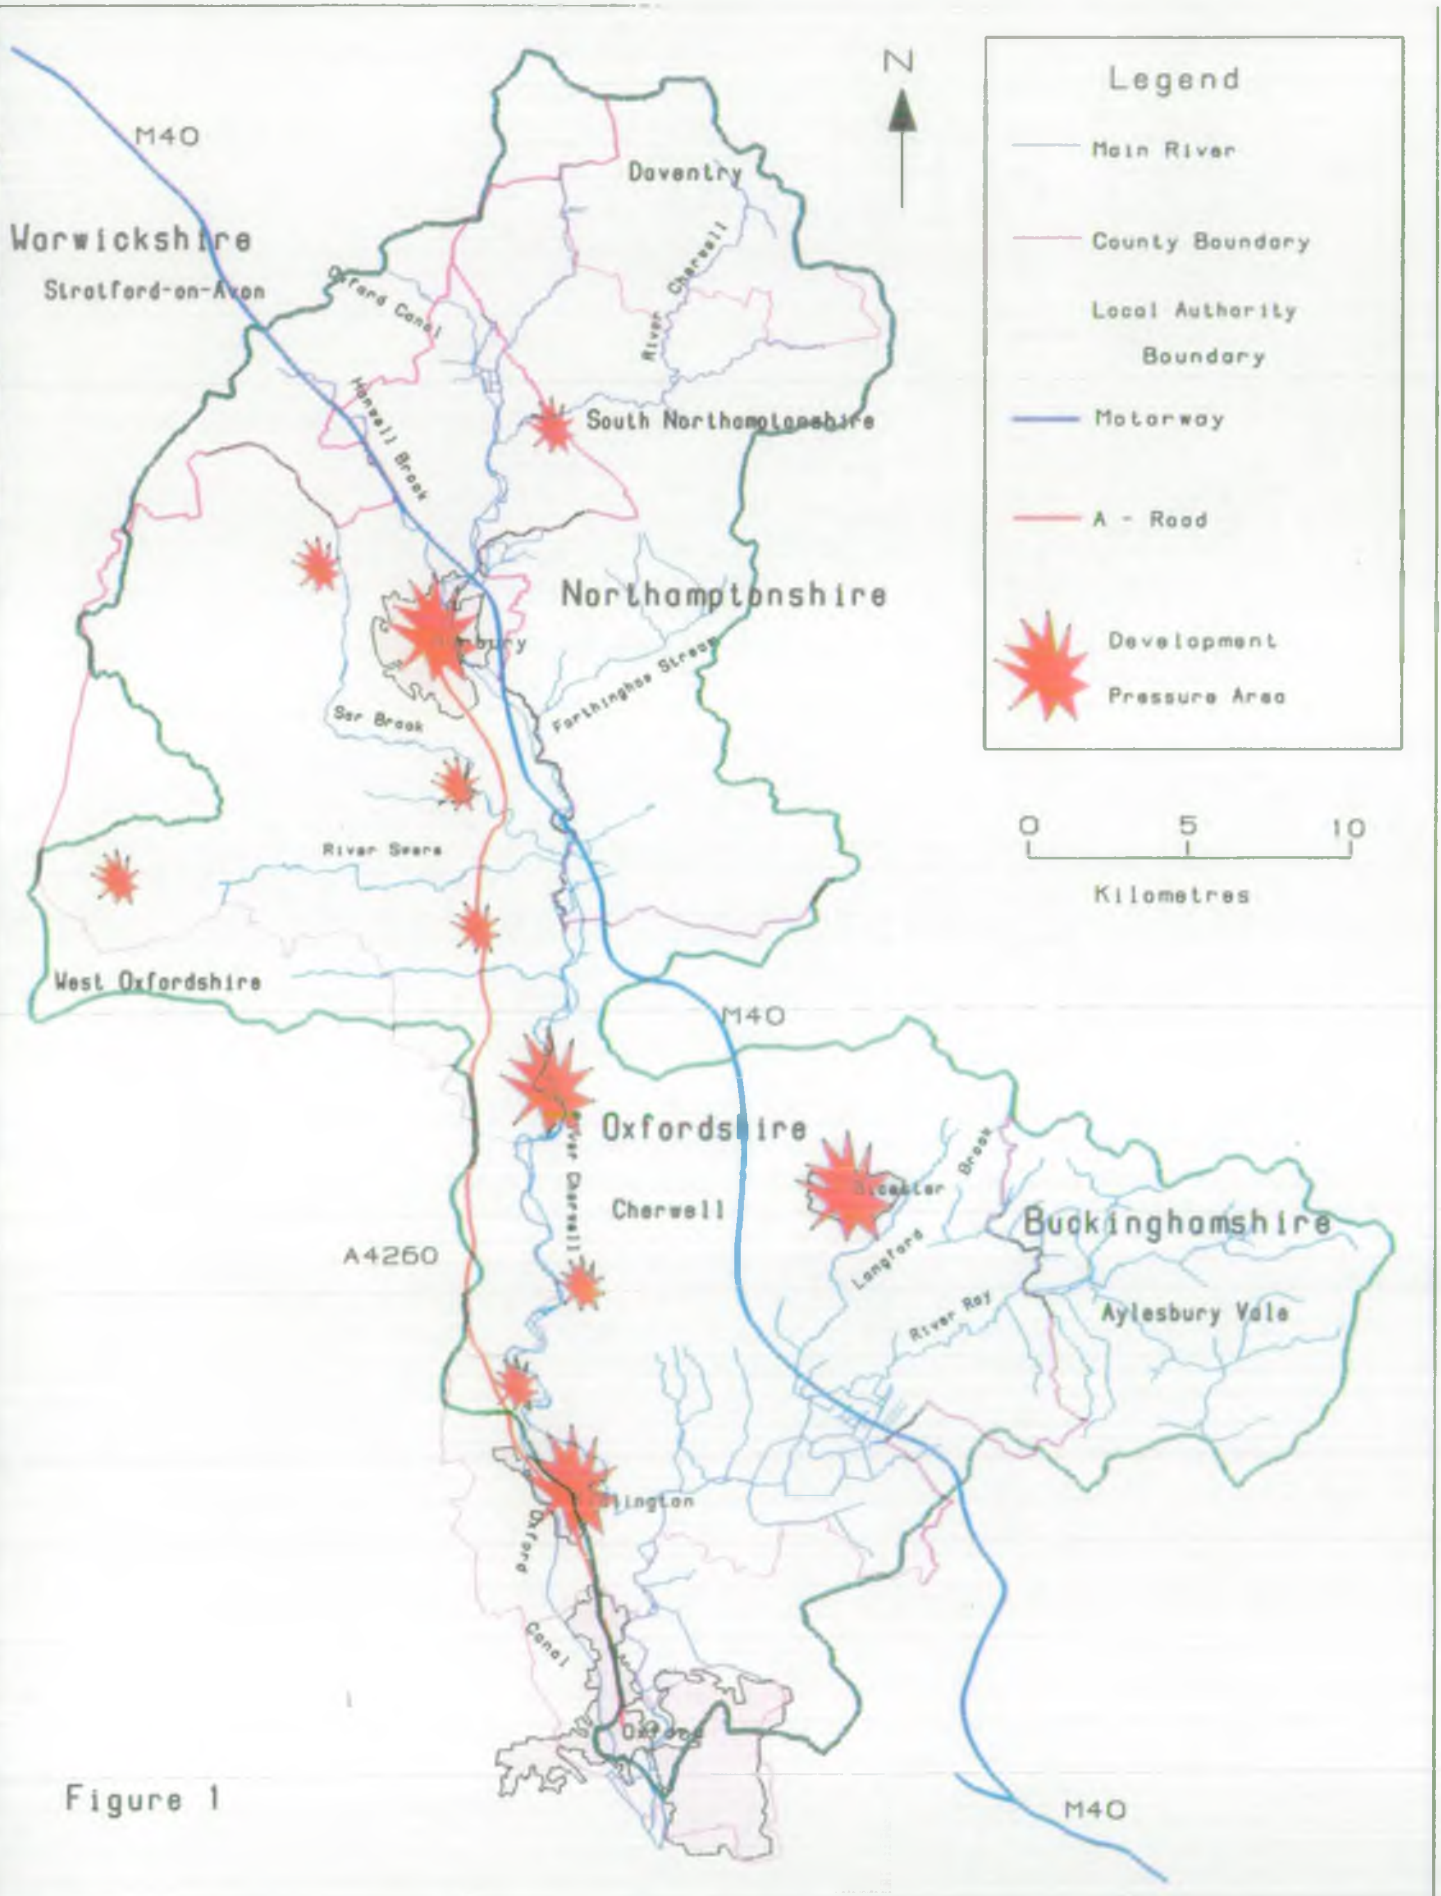 N
Legend
Main River
County Boundary
Local Authority
Boundary
Motorway
A - Road
Development
Pressure Area
0 5 10
Kilometres
M40
Warwickshire
Stratford-on-Avon
Daventry
River Cherwell
Oxford Canal
Hanwell Brook
South Northamptonshire
Northamptonshire
Farthinghoe Stream
Sor Brook
River Swere
West Oxfordshire
M40
Oxfordshire
River Cherwell
Cherwell
Bicester
Langford Brook
Buckinghamshire
A4260
River Ray
Aylesbury Vale
Oxford
Canal
Oxford
Figure 1
M40